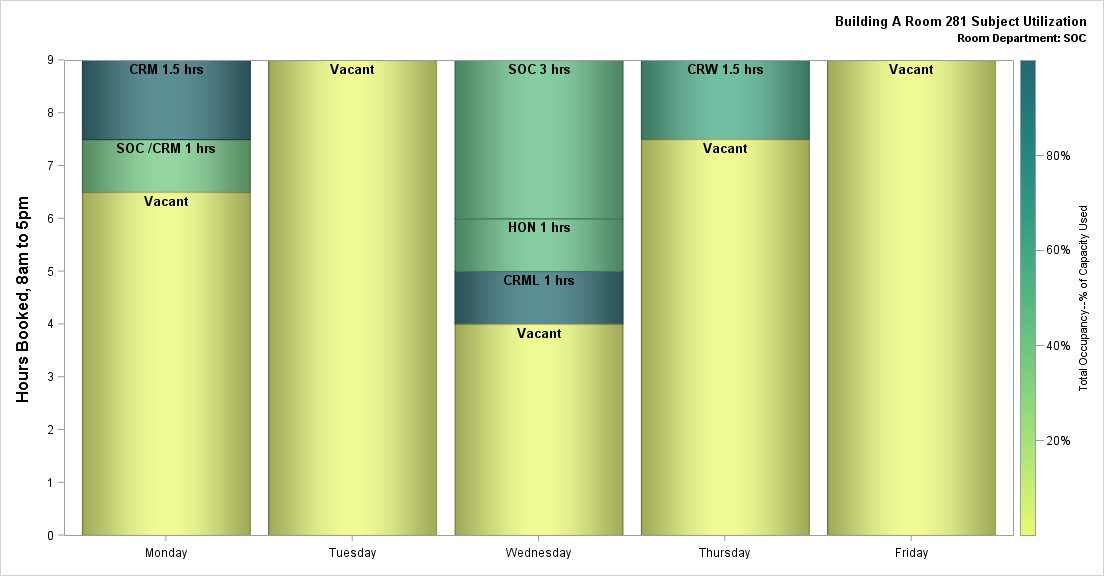 Building A Room 281 Subject Utilization
Room Department: SOC
Hours Booked, 8am to 5pm
9
8
7
6
5
4
3
2
1
0
CRM 1.5 hrs
SOC /CRM 1 hrs
Vacant
Vacant
SOC 3 hrs
HON 1 hrs
CRML 1 hrs
Vacant
CRW 1.5 hrs
Vacant
Vacant
Monday
Tuesday
Wednesday
Thursday
Friday
80%
60%
40%
20%
Total Occupancy--% of Capacity Used